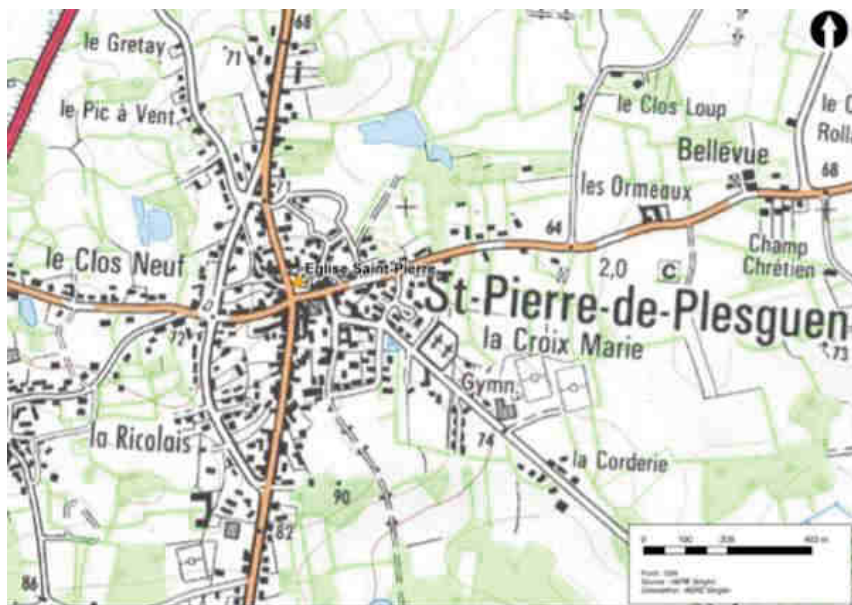 le Gretay
71
68
le Pic à Vent
le Clos Loup
le C
Roll
Bellevue
68
les Ormeaux
64
Champ
Chrétien
le Clos Neuf
Eglise Saint-Pierre
2,0
C
St-Pierre-de-Plesguen
la Croix Marie
72
73
Gymn.
la Ricolais
74
la Corderie
90
82
86
0 100 200 400 m